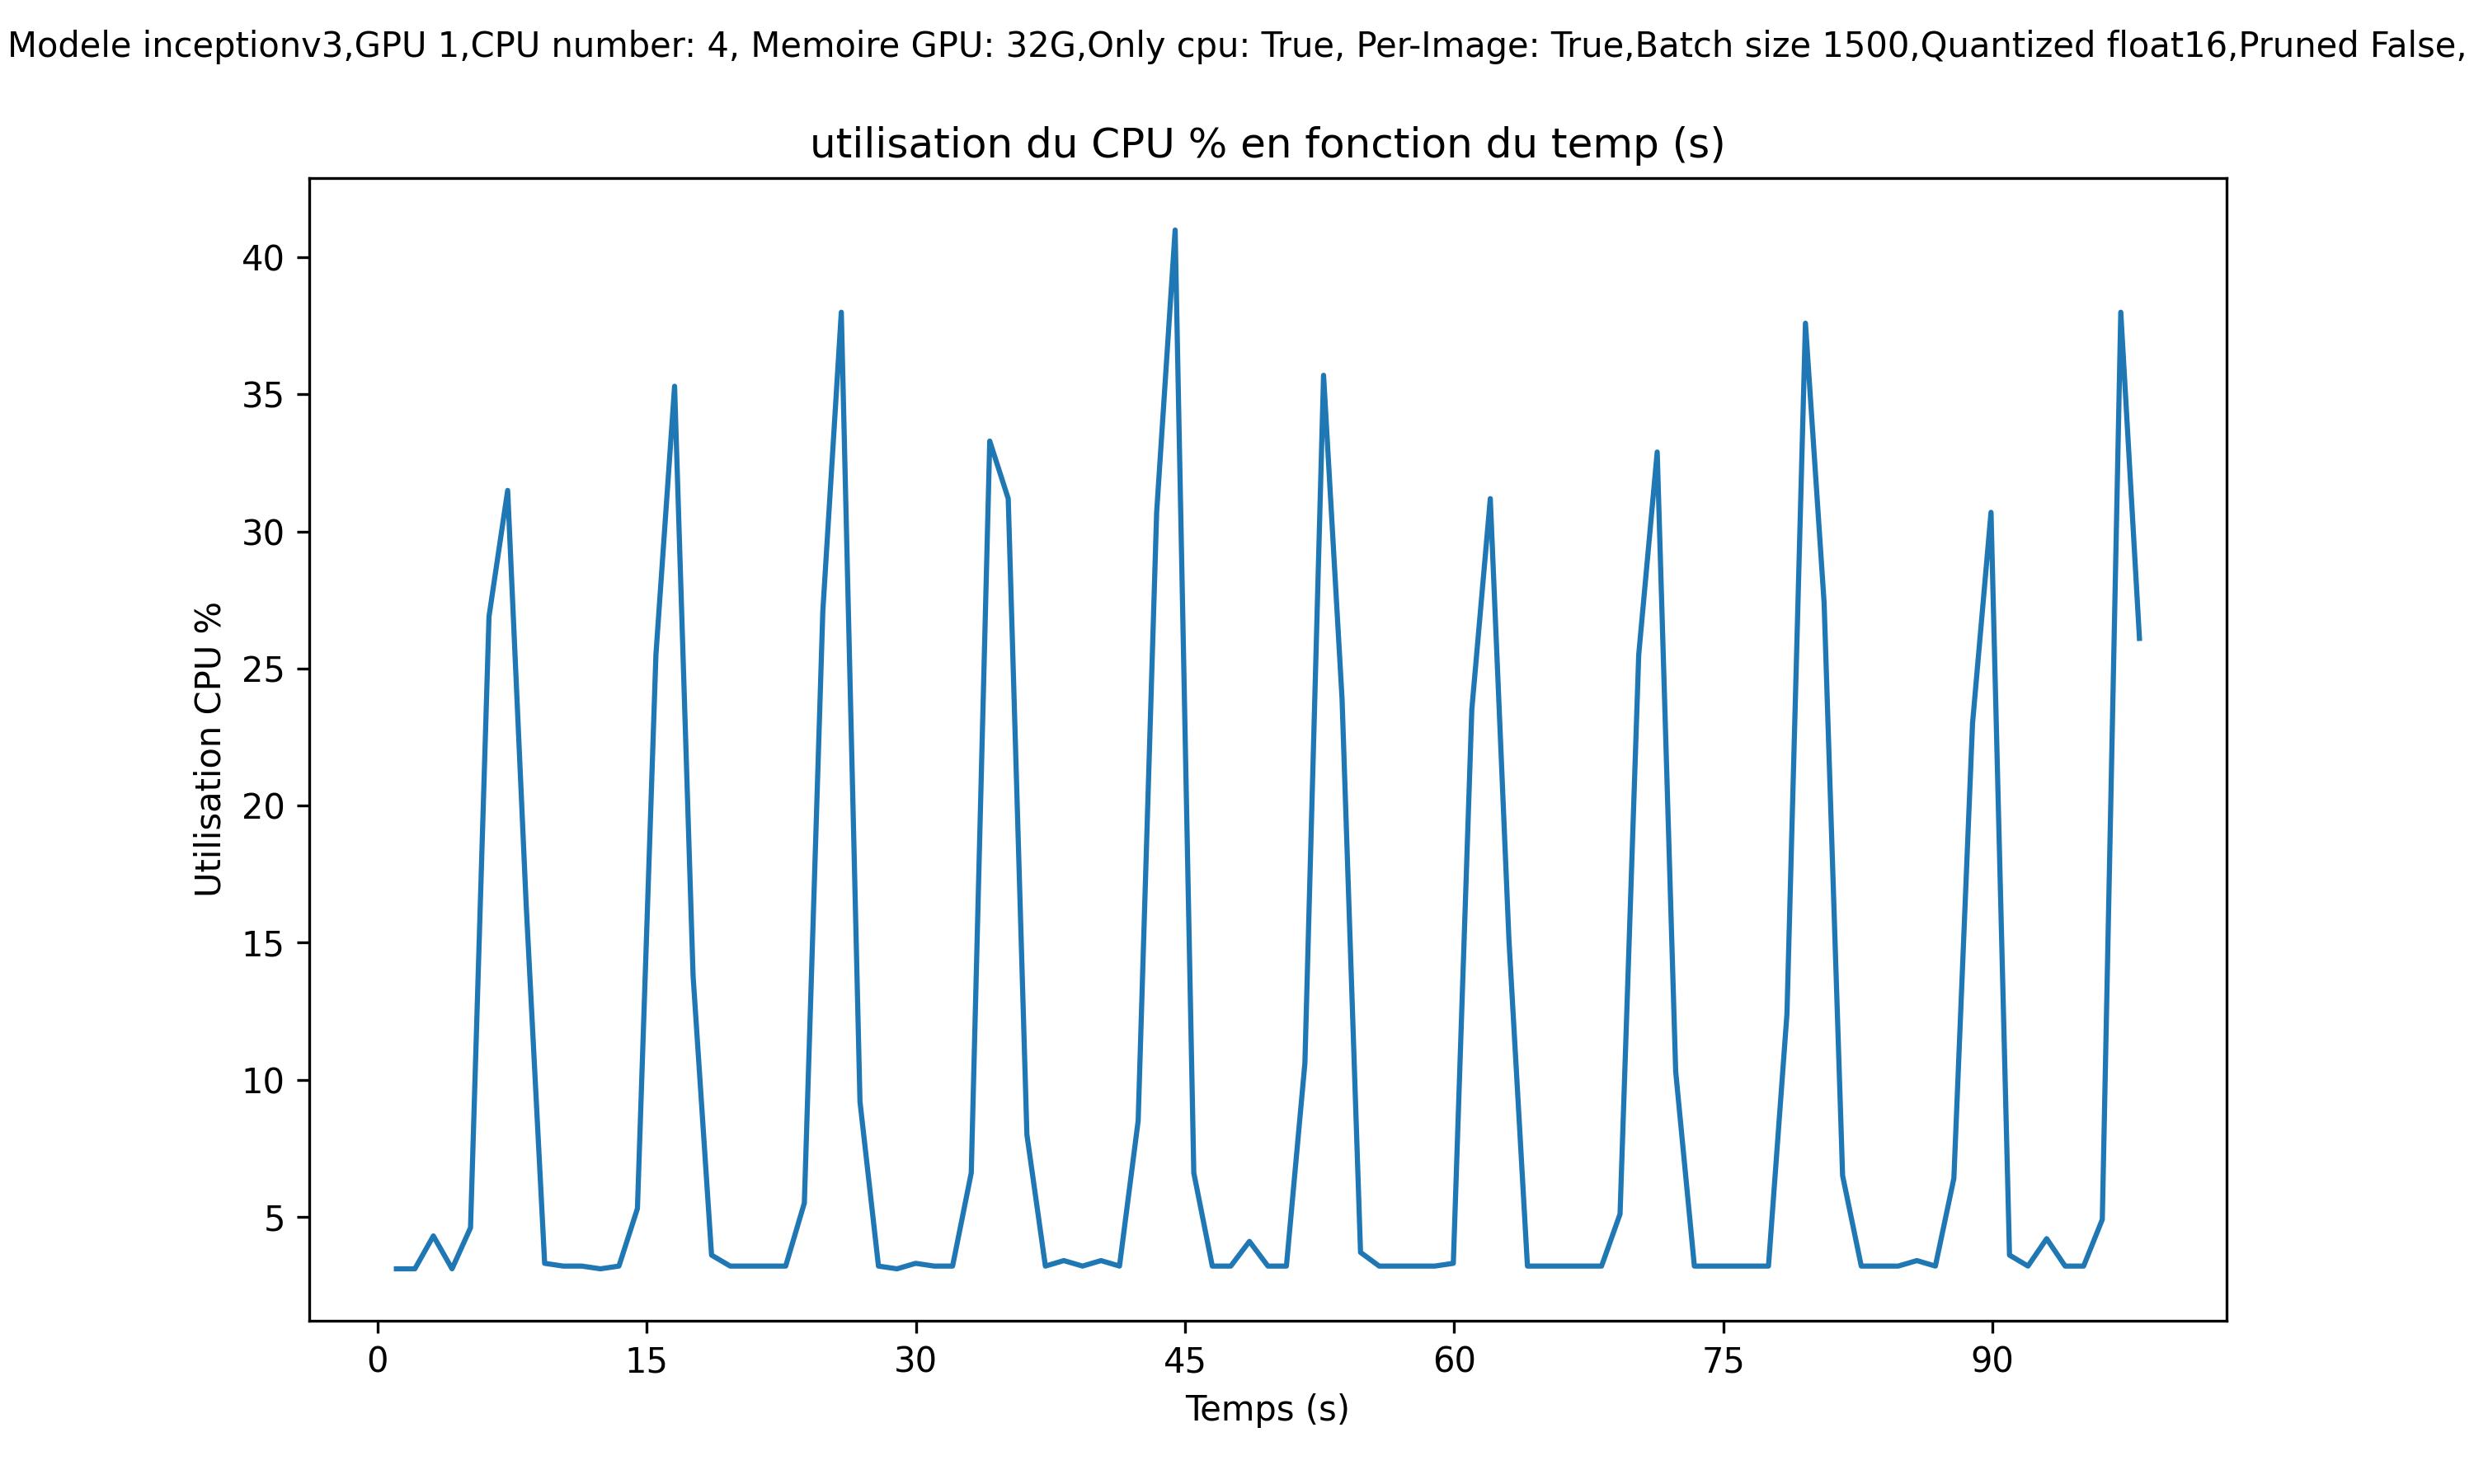 Modele inceptionv3,GPU 1,CPU number: 4, Memoire GPU: 32G,Only cpu: True, Per-Image: True,Batch size 1500,Quantized float16,Pruned False,
utilisation du CPU % en fonction du temp (s)
Utilisation CPU %
40
35
30
25
20
15
10
5
0 15 30 45 60 75 90
Temps (s)